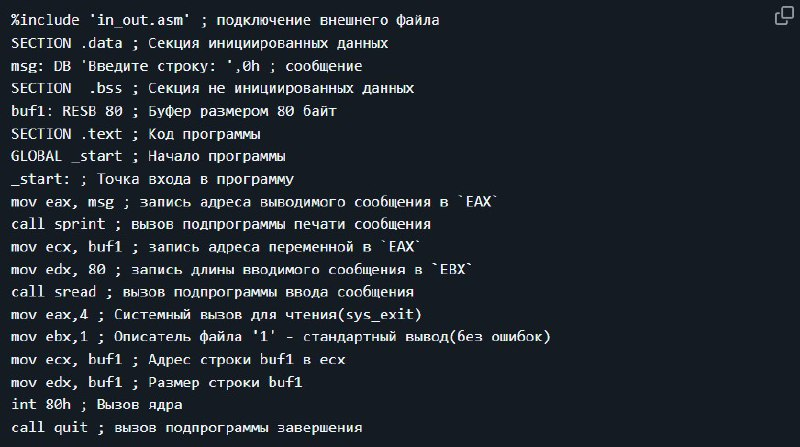 %include 'in_out.asm' ; подключение внешнего файла
SECTION .data ; Секция инициированных данных
msg: DB 'Введите строку: ',0h ; сообщение
SECTION  .bss ; Секция не инициированных данных
buf1: RESB 80 ; Буфер размером 80 байт
SECTION .text ; Код программы
GLOBAL _start ; Начало программы
_start: ; Точка входа в программу
mov eax, msg ; запись адреса выводимого сообщения в `EAX`
call sprint ; вызов подпрограммы печати сообщения
mov ecx, buf1 ; запись адреса переменной в `EAX`
mov edx, 80 ; запись длины вводимого сообщения в `EBX`
call sread ; вызов подпрограммы ввода сообщения
mov eax,4 ; Системный вызов для чтения(sys_exit)
mov ebx,1 ; Описатель файла '1' - стандартный вывод(без ошибок)
mov ecx, buf1 ; Адрес строки buf1 в ecx
mov edx, buf1 ; Размер строки buf1
int 80h ; Вызов ядра
call quit ; вызов подпрограммы завершения